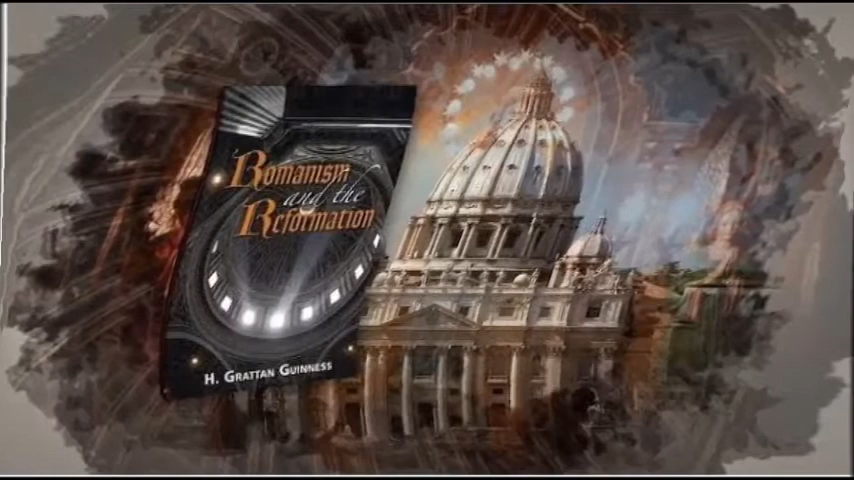 Romanism
and the
Reformation
H. GRATTAN GUINNESS